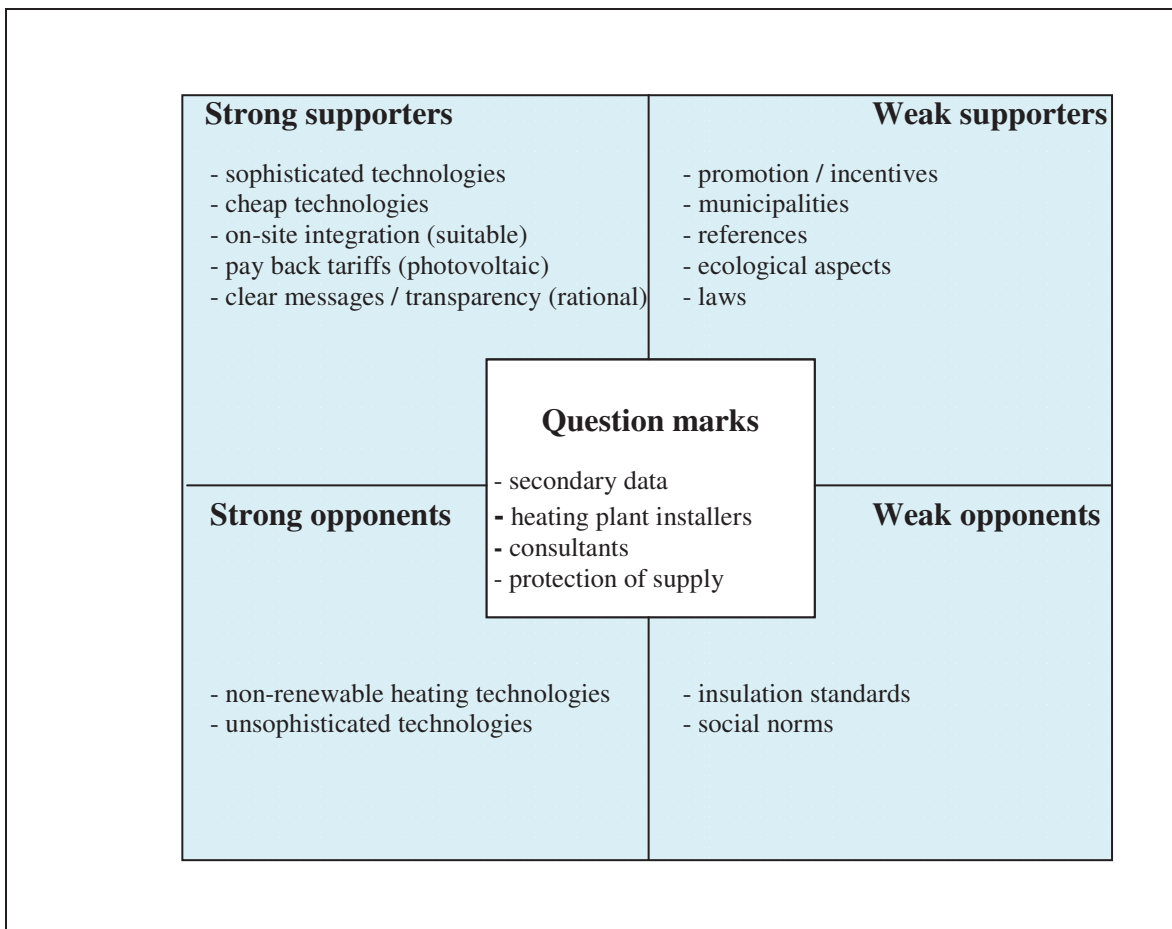 Strong supporters
- sophisticated technologies
- cheap technologies
- on-site integration (suitable)
- pay back tariffs (photovoltaic)
- clear messages / transparency (rational)
Weak supporters
- promotion / incentives
- municipalities
- references
- ecological aspects
- laws
Question marks
- secondary data
- heating plant installers
- consultants
- protection of supply
Strong opponents
- non-renewable heating technologies
- unsophisticated technologies
Weak opponents
- insulation standards
- social norms